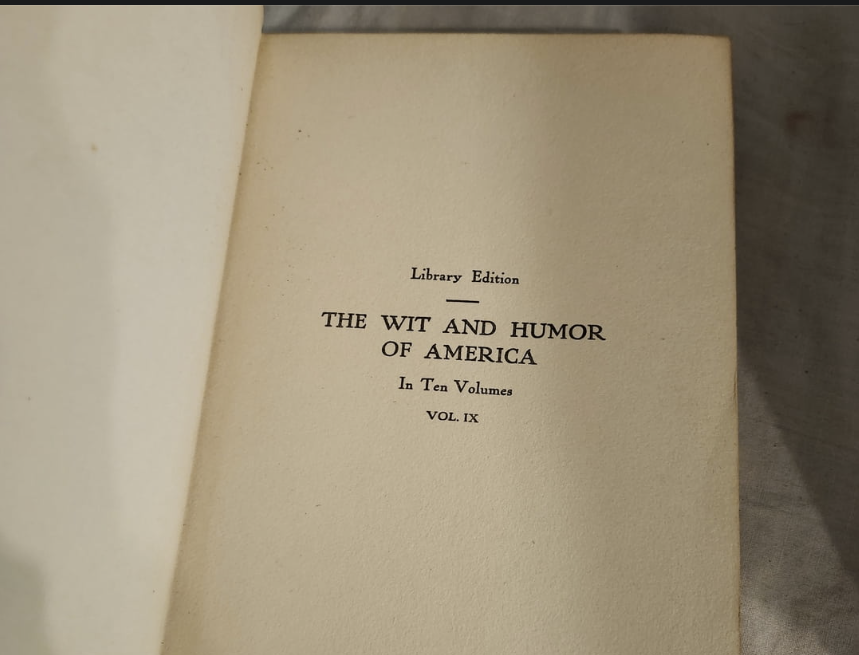 Library Edition
THE WIT AND HUMOR
OF AMERICA
In Ten Volumes
VOL. IX